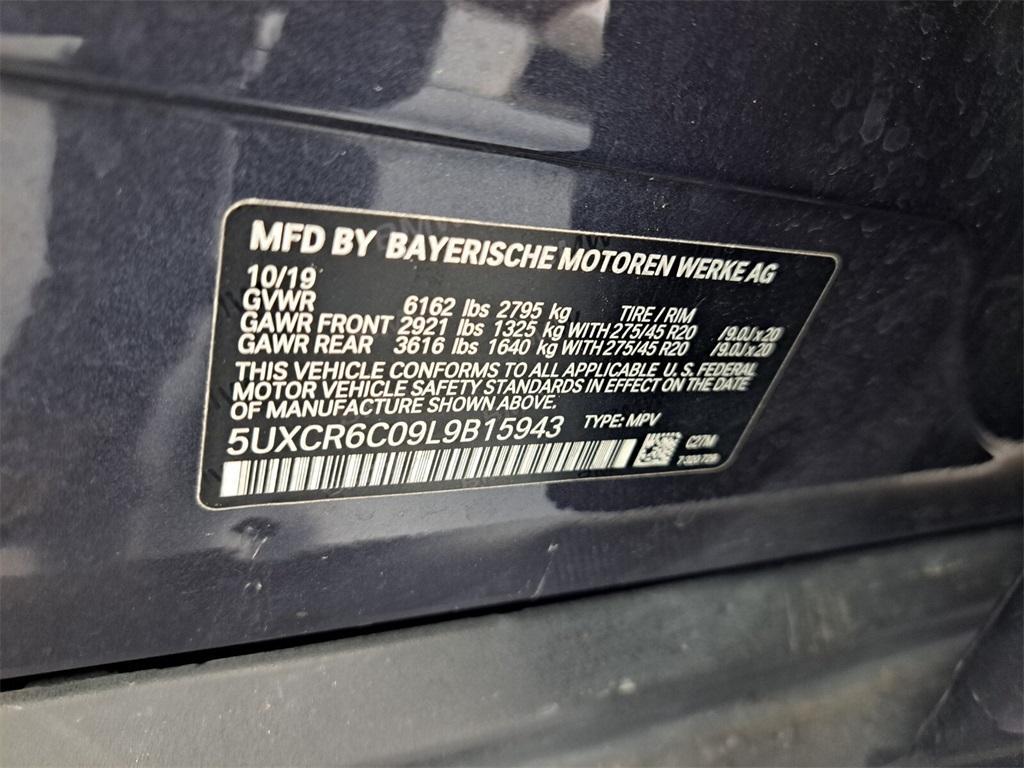 MFD BY BAYERISCHE MOTOREN WERKE AG
10/19
GVWR 6162 lbs 2795 kg TIRE / RIM
GAWR FRONT 2921 lbs 1325 kg WITH 275/45 R20 /9.0J x 20
GAWR REAR 3616 lbs 1640 kg WITH 275/45 R20 /9.0J x 20
THIS VEHICLE CONFORMS TO ALL APPLICABLE U.S. FEDERAL
MOTOR VEHICLE SAFETY STANDARDS IN EFFECT ON THE DATE
OF MANUFACTURE SHOWN ABOVE.
5UXCR6C09L9B15943 TYPE: MPV
C27M